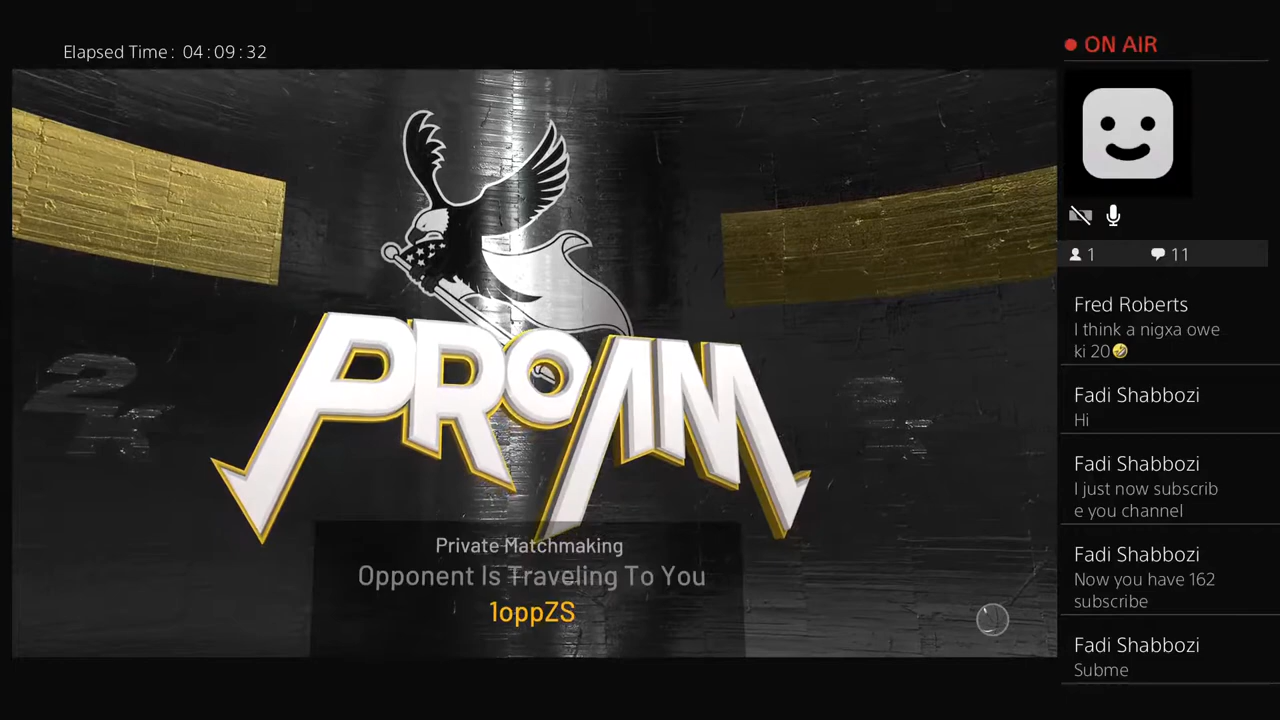 Elapsed Time: 04:09:32
ON AIR
1
11
PROAM
2K
Private Matchmaking
Opponent Is Traveling To You
1oppZS
Fred Roberts
I think a nigxa owe
ki 20🤣
Fadi Shabbozi
Hi
Fadi Shabbozi
I just now subscrib
e you channel
Fadi Shabbozi
Now you have 162
subscribe
Fadi Shabbozi
Subme